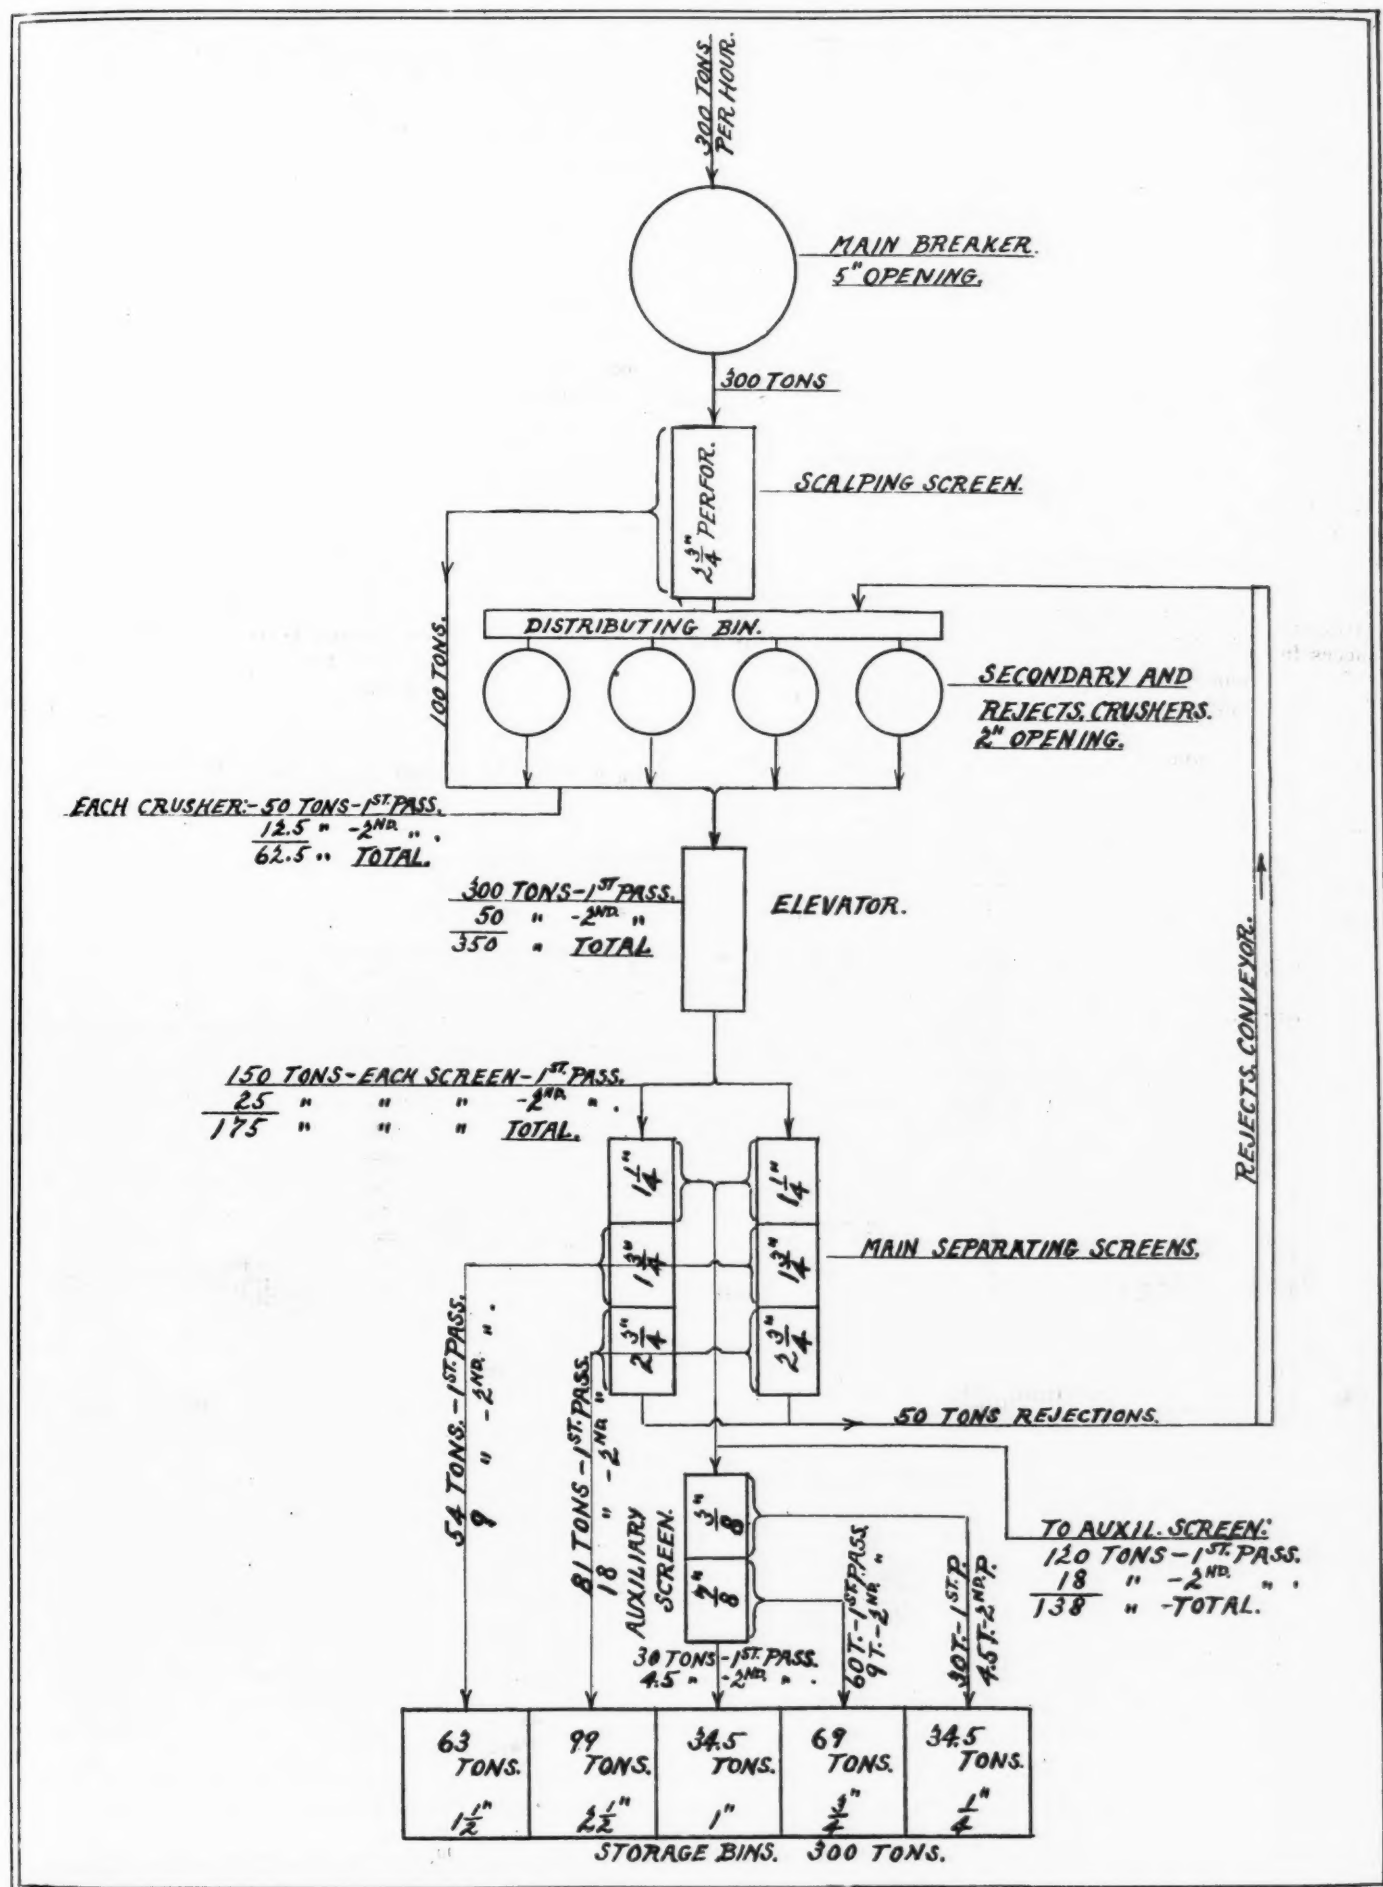 300 TONS
PER HOUR.
MAIN BREAKER.
5" OPENING.
300 TONS
2 3/4" PERFOR.
SCALPING SCREEN.
100 TONS.
DISTRIBUTING BIN.
SECONDARY AND
REJECTS, CRUSHERS.
2" OPENING.
EACH CRUSHER:- 50 TONS - 1ST. PASS.
12.5 " - 2ND. " .
62.5 " TOTAL.
300 TONS - 1ST PASS.
50 " - 2ND. "
350 " TOTAL
ELEVATOR.
REJECTS, CONVEYOR.
150 TONS - EACH SCREEN - 1ST. PASS.
25 " " " - 2ND. " .
175 " " " TOTAL.
1 1/4"
1 1/4"
1 3/4"
1 3/4"
MAIN SEPARATING SCREENS.
2 3/4"
2 3/4"
50 TONS REJECTIONS.
54 TONS. - 1ST. PASS.
9 " - 2ND. " .
81 TONS - 1ST. PASS.
18 " - 2ND. "
AUXILIARY
SCREEN.
3/8"
7/8"
TO AUXIL. SCREEN:
120 TONS - 1ST. PASS.
18 " - 2ND. " .
138 " - TOTAL.
30 TONS - 1ST. PASS.
4.5 " - 2ND. " .
60 T. - 1ST. PASS.
9 T. - 2ND. "
30 T. - 1ST. P.
4.5 T. - 2ND. P.
63 TONS.
1 1/2"
99 TONS.
2 1/2"
34.5 TONS.
1"
69 TONS.
3/4"
34.5 TONS.
1/4"
STORAGE BINS. 300 TONS.